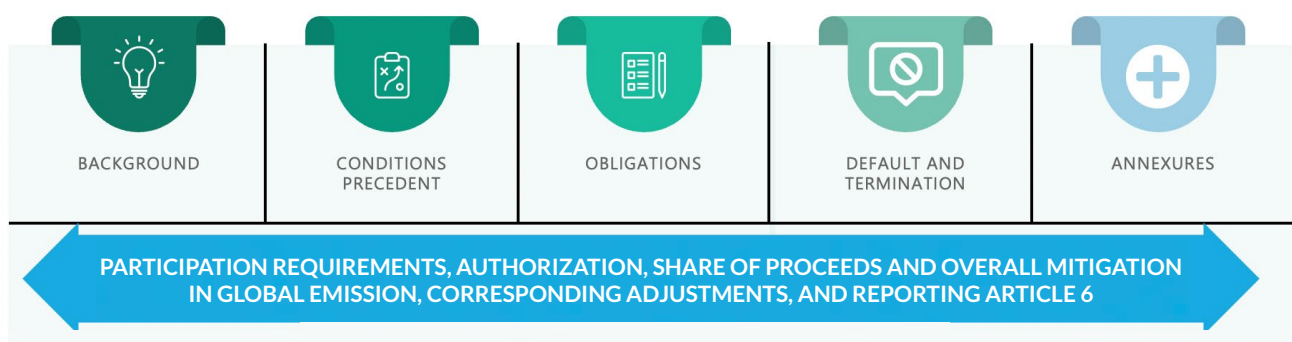 BACKGROUND
CONDITIONS
PRECEDENT
OBLIGATIONS
DEFAULT AND
TERMINATION
ANNEXURES
PARTICIPATION REQUIREMENTS, AUTHORIZATION, SHARE OF PROCEEDS AND OVERALL MITIGATION
IN GLOBAL EMISSION, CORRESPONDING ADJUSTMENTS, AND REPORTING ARTICLE 6